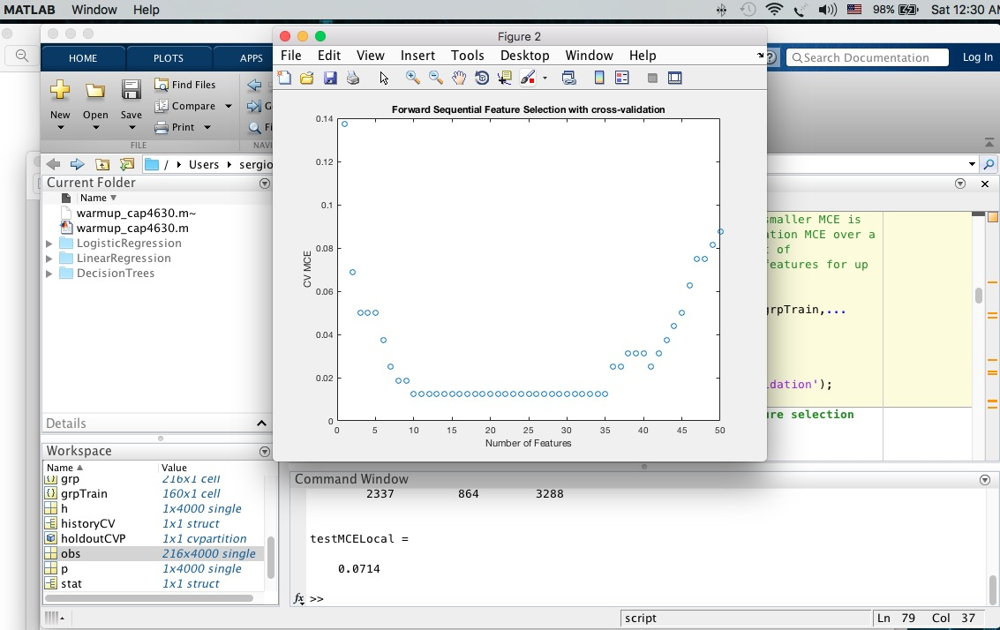 MATLAB Window Help 98% Sat 12:30 A
HOME PLOTS APPS
Search Documentation Log In
New Open Save
Find Files
Compare
Print
FILE
/ Users sergio
Current Folder
Name
warmup_cap4630.m~
warmup_cap4630.m
LogisticRegression
LinearRegression
DecisionTrees
Details
Workspace
Name Value
grp 216x1 cell
grpTrain 160x1 cell
h 1x4000 single
historyCV 1x1 struct
holdoutCVP 1x1 cvpartition
obs 216x4000 single
p 1x4000 single
stat 1x1 struct
Figure 2
File Edit View Insert Tools Desktop Window Help
Forward Sequential Feature Selection with cross-validation
0.14
0.12
0.1
0.08
0.06
0.04
0.02
0
CV MCE
0 5 10 15 20 25 30 35 40 45 50
Number of Features
smaller MCE is
ation MCE over a
of
features for up
grpTrain,...
dation');
re selection
Command Window
2337 864 3288
testMCELocal =
0.0714
fx >>
script Ln 79 Col 37